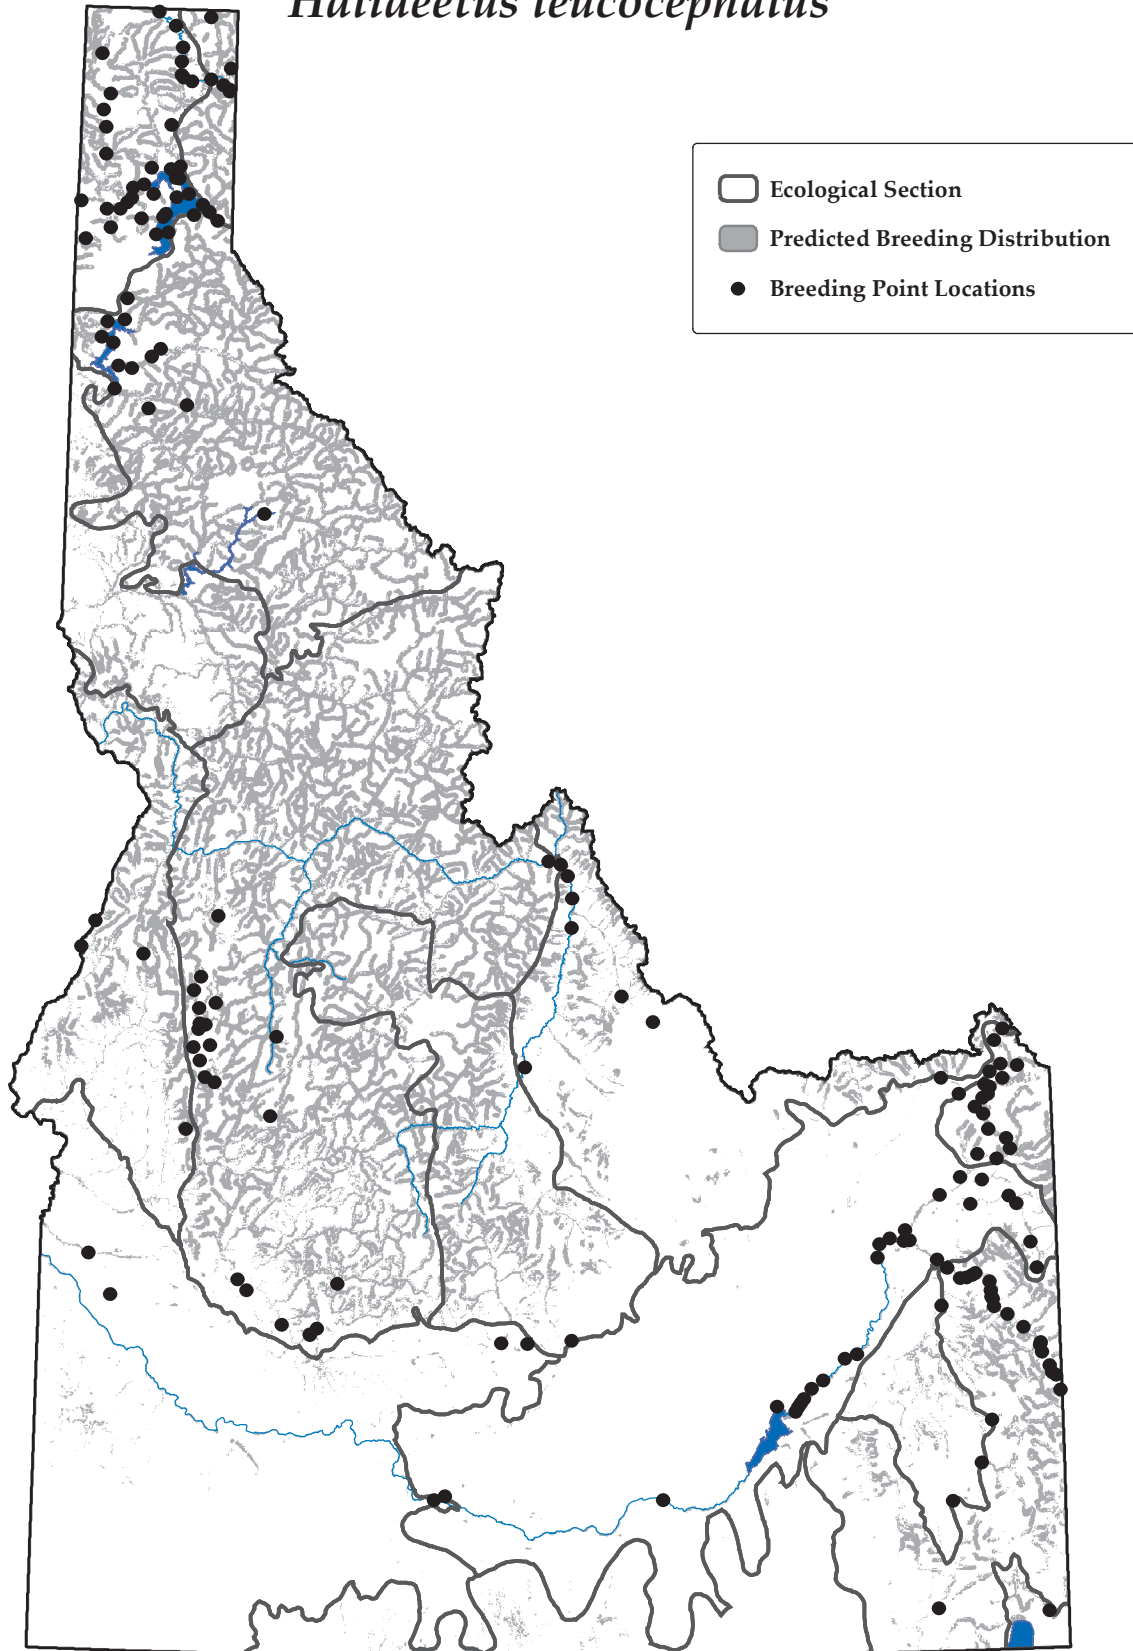 Haliaeetus leucocephalus
Ecological Section
Predicted Breeding Distribution
Breeding Point Locations